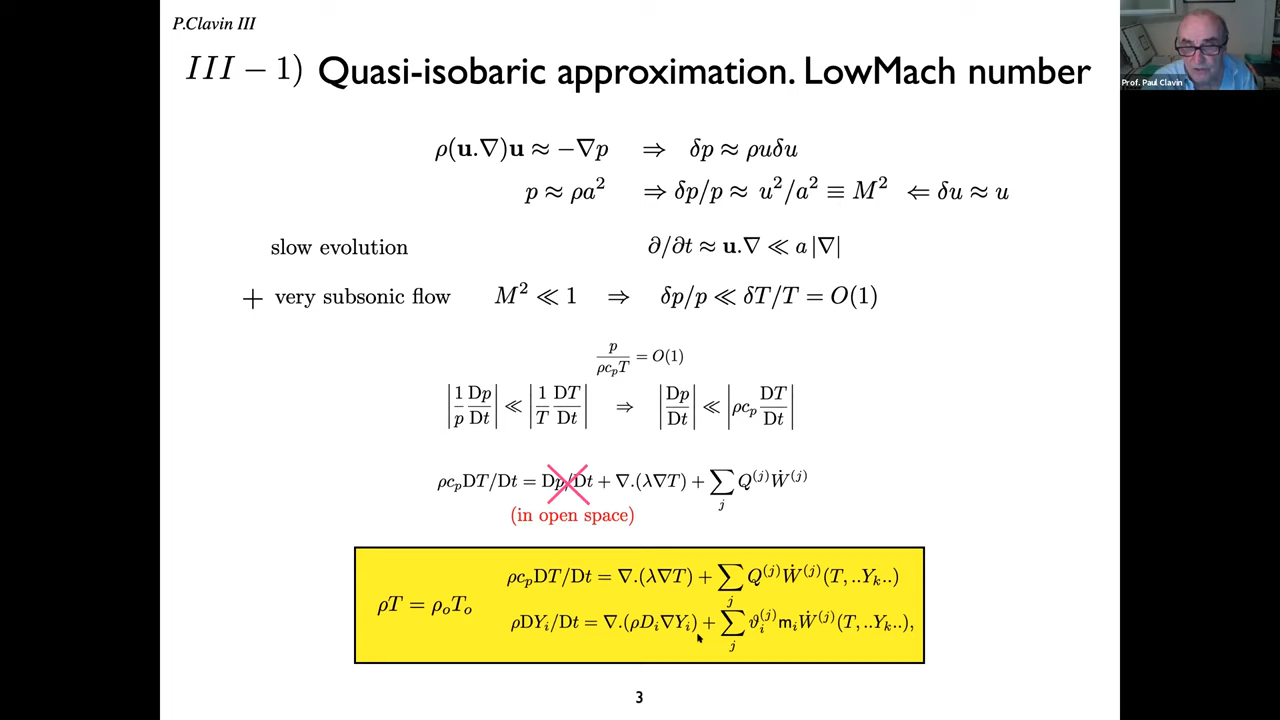 P.Clavin III
III − 1) Quasi-isobaric approximation. LowMach number
Prof. Paul Clavin
ρ(u.∇)u ≈ −∇p ⇒ δp ≈ ρuδu
p ≈ ρa² ⇒ δp/p ≈ u²/a² ≡ M² ⇐ δu ≈ u
slow evolution ∂/∂t ≈ u.∇ ≪ a|∇|
+ very subsonic flow M² ≪ 1 ⇒ δp/p ≪ δT/T = O(1)
p/(ρc_pT) = O(1)
|1/p Dp/Dt| ≪ |1/T DT/Dt| ⇒ |Dp/Dt| ≪ |ρc_p DT/Dt|
ρc_pDT/Dt = Dp/Dt + ∇.(λ∇T) + ∑_j Q^(j)Ẇ^(j)
(in open space)
ρc_pDT/Dt = ∇.(λ∇T) + ∑_j Q^(j)Ẇ^(j)(T, ..Y_k..)
ρT = ρ_oT_o
ρDY_i/Dt = ∇.(ρD_i∇Y_i) + ∑_j ϑ_i^(j)m_iẆ^(j)(T, ..Y_k..),
3